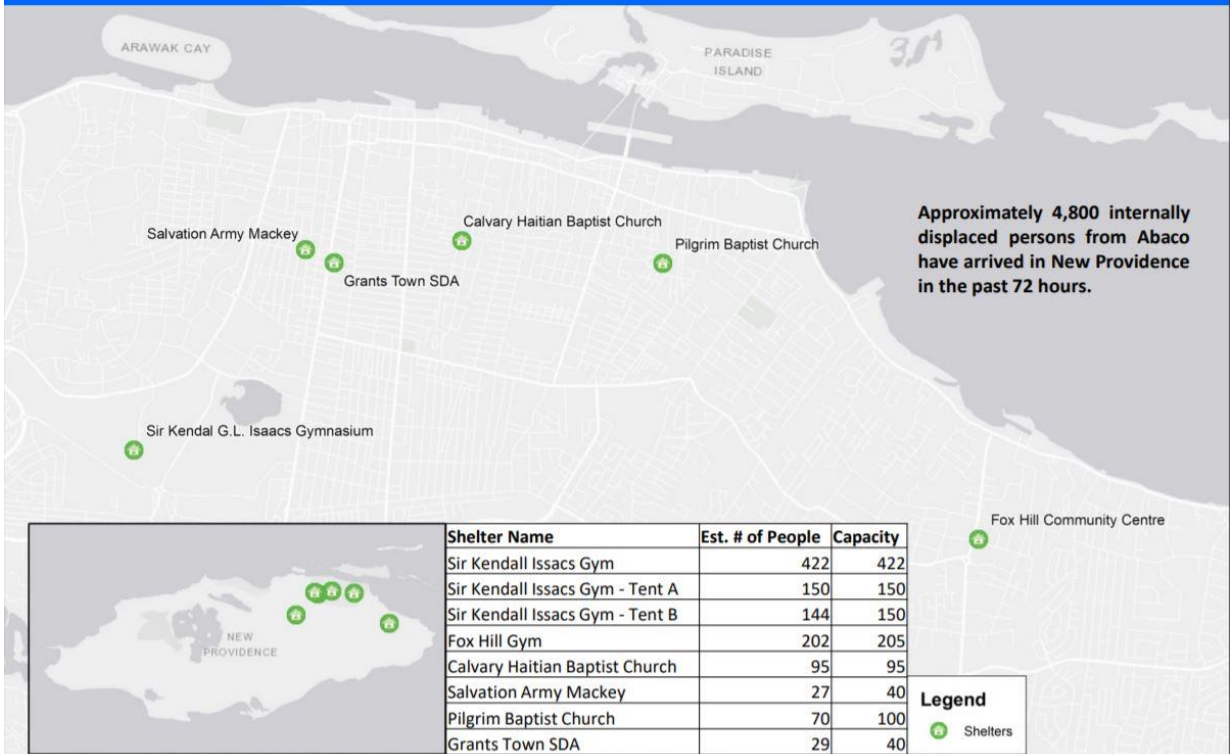 ARAWAK CAY
PARADISE
ISLAND
Salvation Army Mackey
Calvary Haitian Baptist Church
Pilgrim Baptist Church
Grants Town SDA
Approximately 4,800 internally
displaced persons from Abaco
have arrived in New Providence
in the past 72 hours.
Sir Kendal G.L. Isaacs Gymnasium
Fox Hill Community Centre
NEW
PROVIDENCE
Shelter Name Est. # of People Capacity
Sir Kendall Issacs Gym 422 422
Sir Kendall Issacs Gym - Tent A 150 150
Sir Kendall Issacs Gym - Tent B 144 150
Fox Hill Gym 202 205
Calvary Haitian Baptist Church 95 95
Salvation Army Mackey 27 40
Pilgrim Baptist Church 70 100
Grants Town SDA 29 40
Legend
Shelters